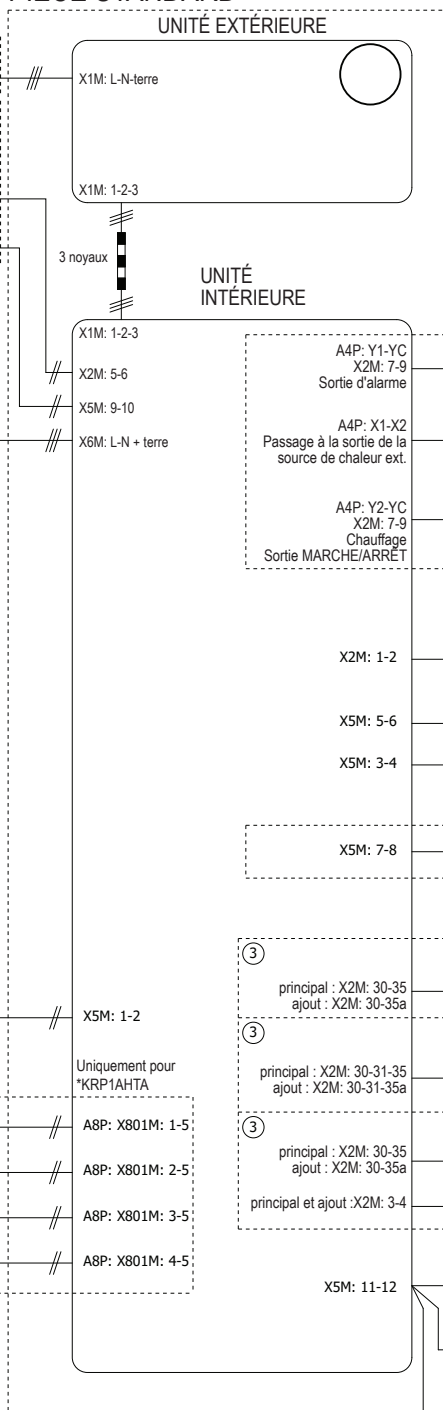 UNITÉ EXTÉRIEURE
X1M: L-N-terre
X1M: 1-2-3
3 noyaux
UNITÉ
INTÉRIEURE
X1M: 1-2-3
X2M: 5-6
X5M: 9-10
X6M: L-N + terre
A4P: Y1-YC
X2M: 7-9
Sortie d'alarme
A4P: X1-X2
Passage à la sortie de la
source de chaleur ext.
A4P: Y2-YC
X2M: 7-9
Chauffage
Sortie MARCHE/ARRÊT
X2M: 1-2
X5M: 5-6
X5M: 3-4
X5M: 7-8
3
principal : X2M: 30-35
ajout : X2M: 30-35a
X5M: 1-2
3
principal : X2M: 30-31-35
ajout : X2M: 30-31-35a
Uniquement pour
*KRP1AHTA
A8P: X801M: 1-5
A8P: X801M: 2-5
A8P: X801M: 3-5
A8P: X801M: 4-5
3
principal : X2M: 30-35
ajout : X2M: 30-35a
principal et ajout :X2M: 3-4
X5M: 11-12